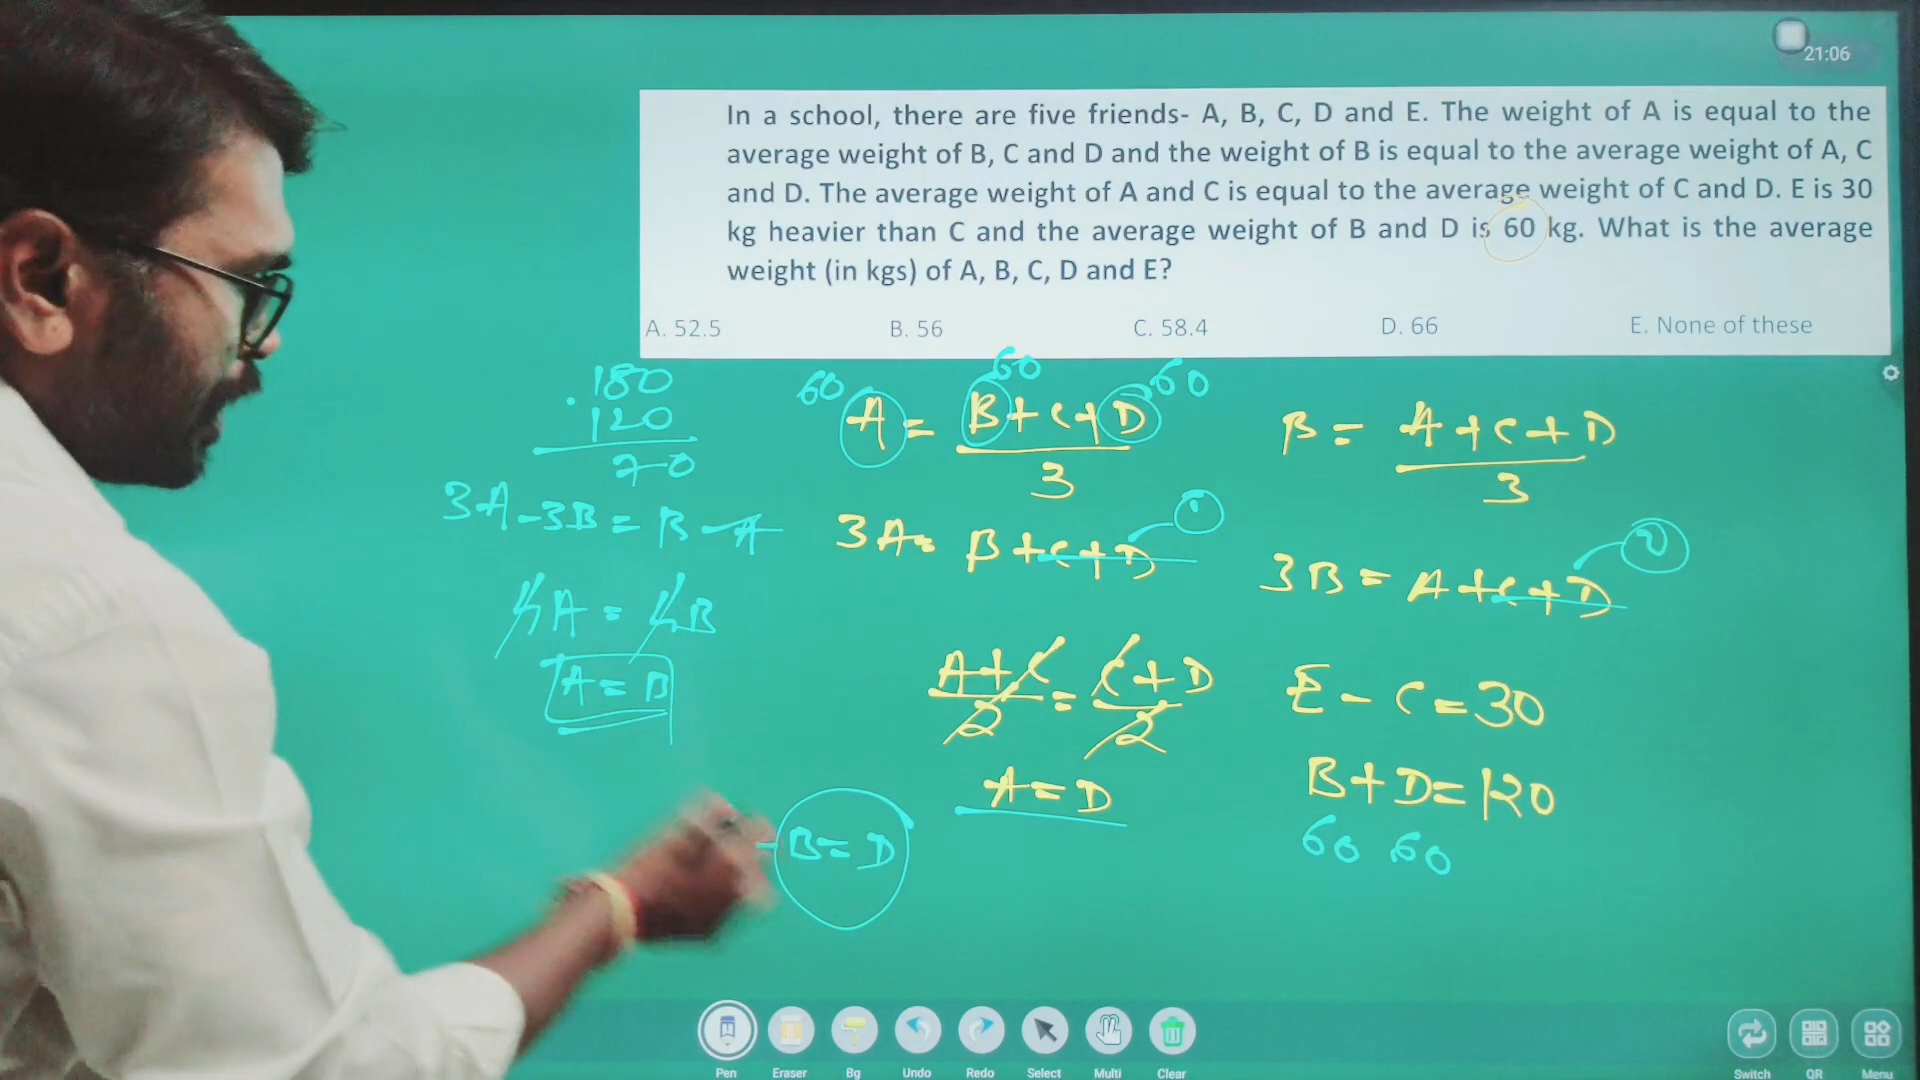 21:06
In a school, there are five friends- A, B, C, D and E. The weight of A is equal to the
average weight of B, C and D and the weight of B is equal to the average weight of A, C
and D. The average weight of A and C is equal to the average weight of C and D. E is 30
kg heavier than C and the average weight of B and D is 60 kg. What is the average
weight (in kgs) of A, B, C, D and E?
A. 52.5 B. 56 C. 58.4 D. 66 E. None of these
180
120
70
3A-3B = B-A
4A = 4B
A = B
60 60 60
A = B+C+D
3
3A= B+C+D 1
A+C = C+D
2 2
A = D
B = D
B = A+C+D
3
3B = A+C+D 2
E - C = 30
B+D=120
60 60
Pen Eraser Bg Undo Redo Select Multi Clear
Switch QR Menu